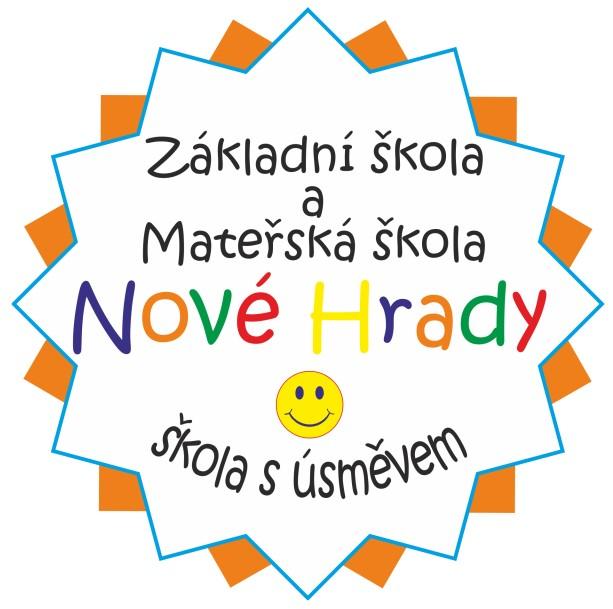 Základní škola
a
Mateřská škola
Nové Hrady
škola s úsměvem